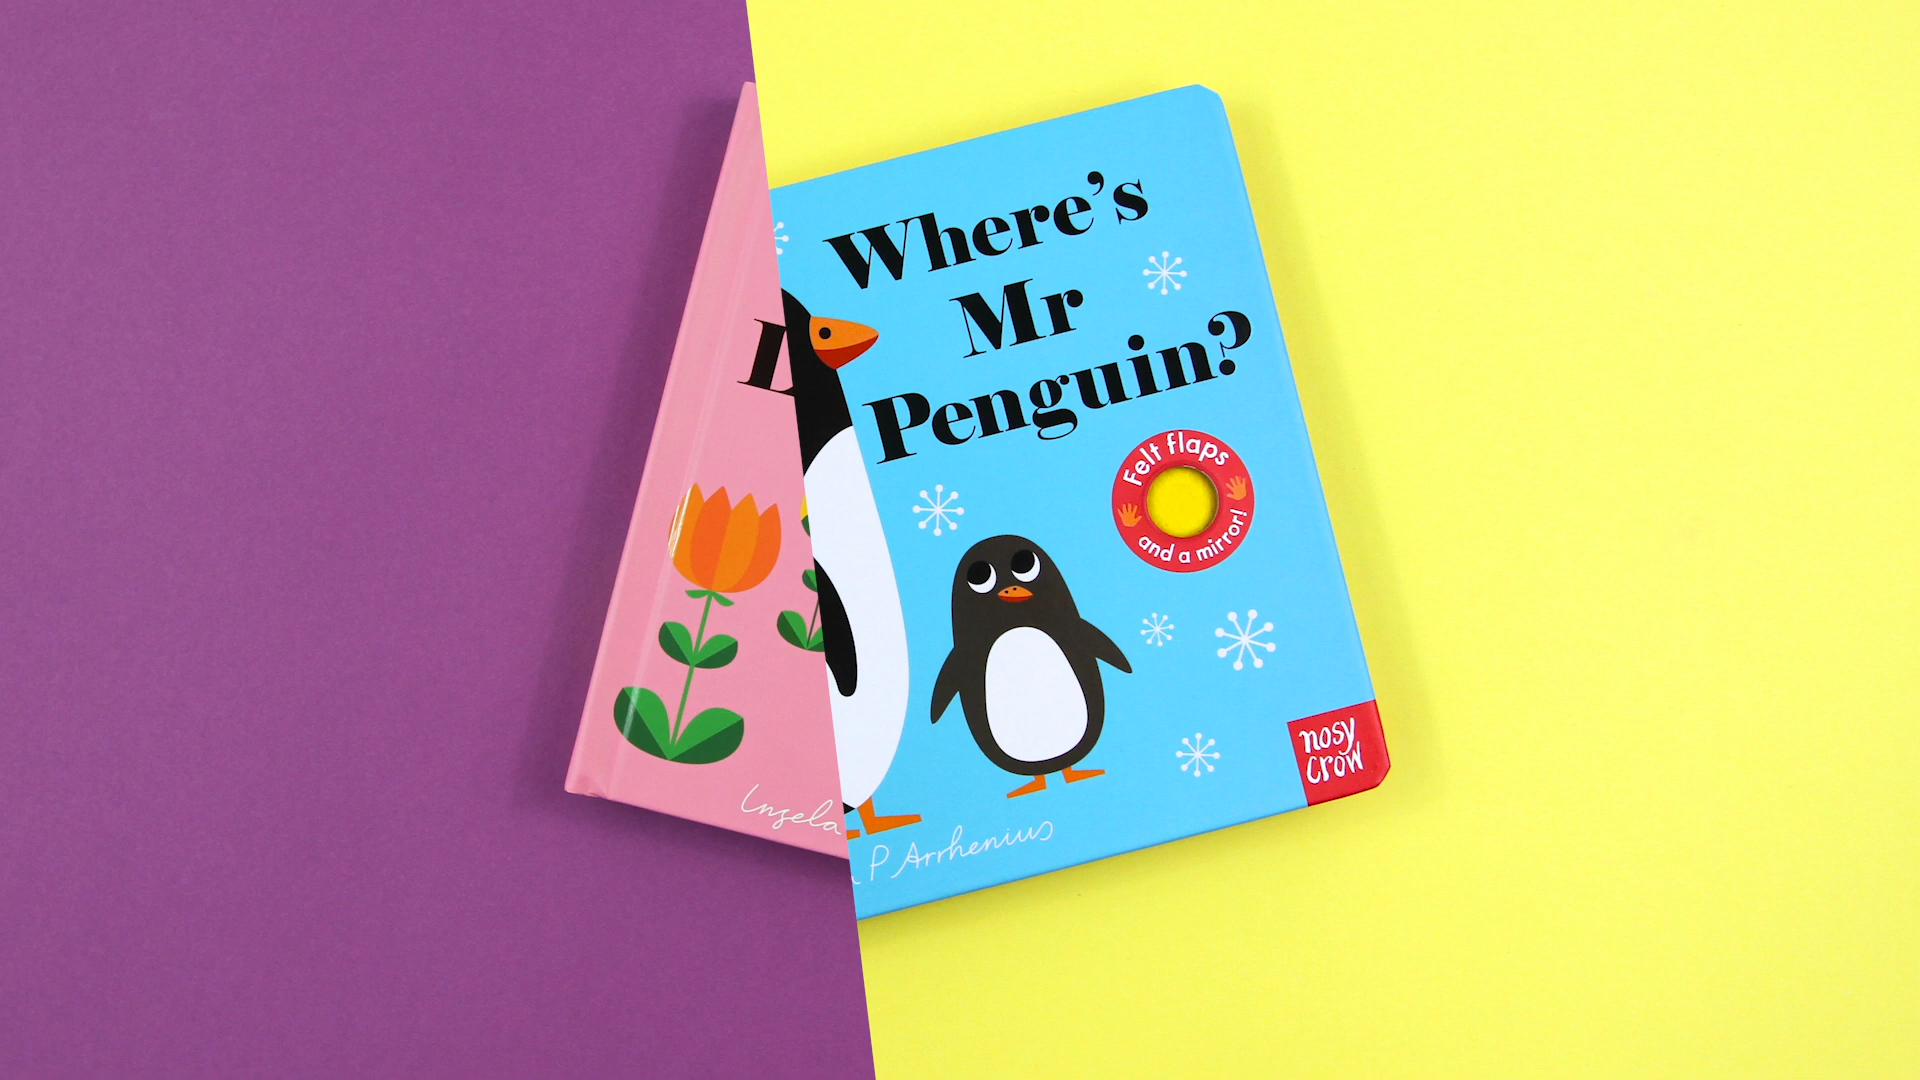 Where's
Mr
Penguin?
Felt flaps
and a mirror!
nosy
crow
Ingela
P Arrhenius